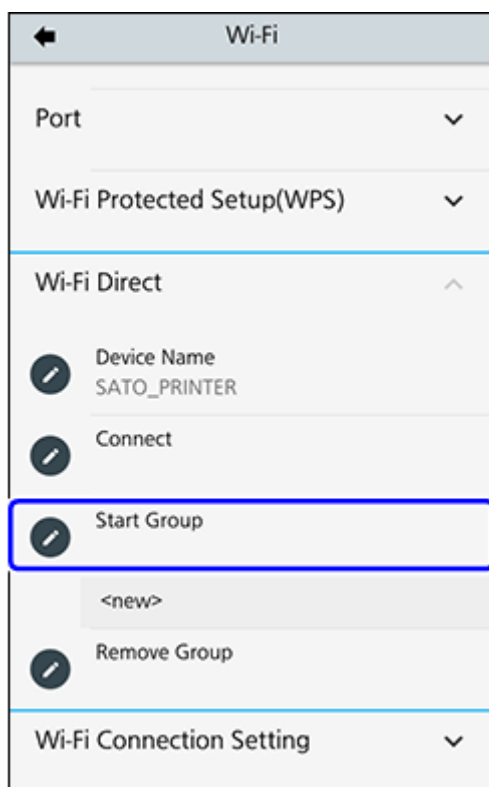 Wi-Fi
Port
Wi-Fi Protected Setup(WPS)
Wi-Fi Direct
Device Name
SATO_PRINTER
Connect
Start Group
<new>
Remove Group
Wi-Fi Connection Setting